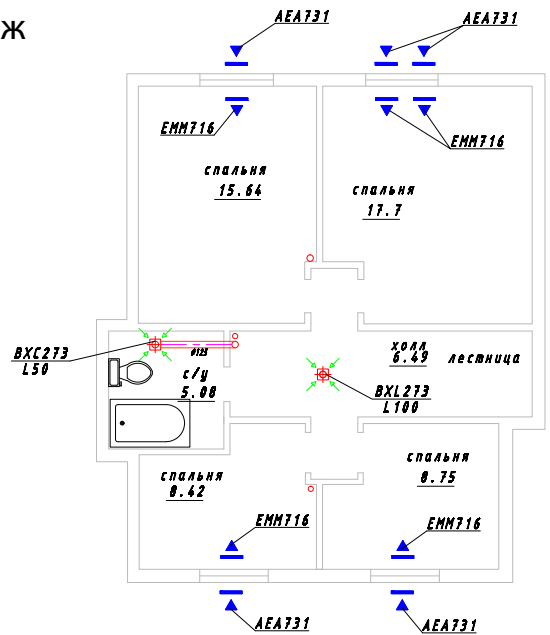 ж
AEA731
AEA731
EMM716
EMM716
спальня
15.64
спальня
17.7
BXC273
L50
Ø125
с/у
5.08
холл
6.49
лестница
BXL273
L100
спальня
8.42
спальня
8.75
EMM716
EMM716
AEA731
AEA731